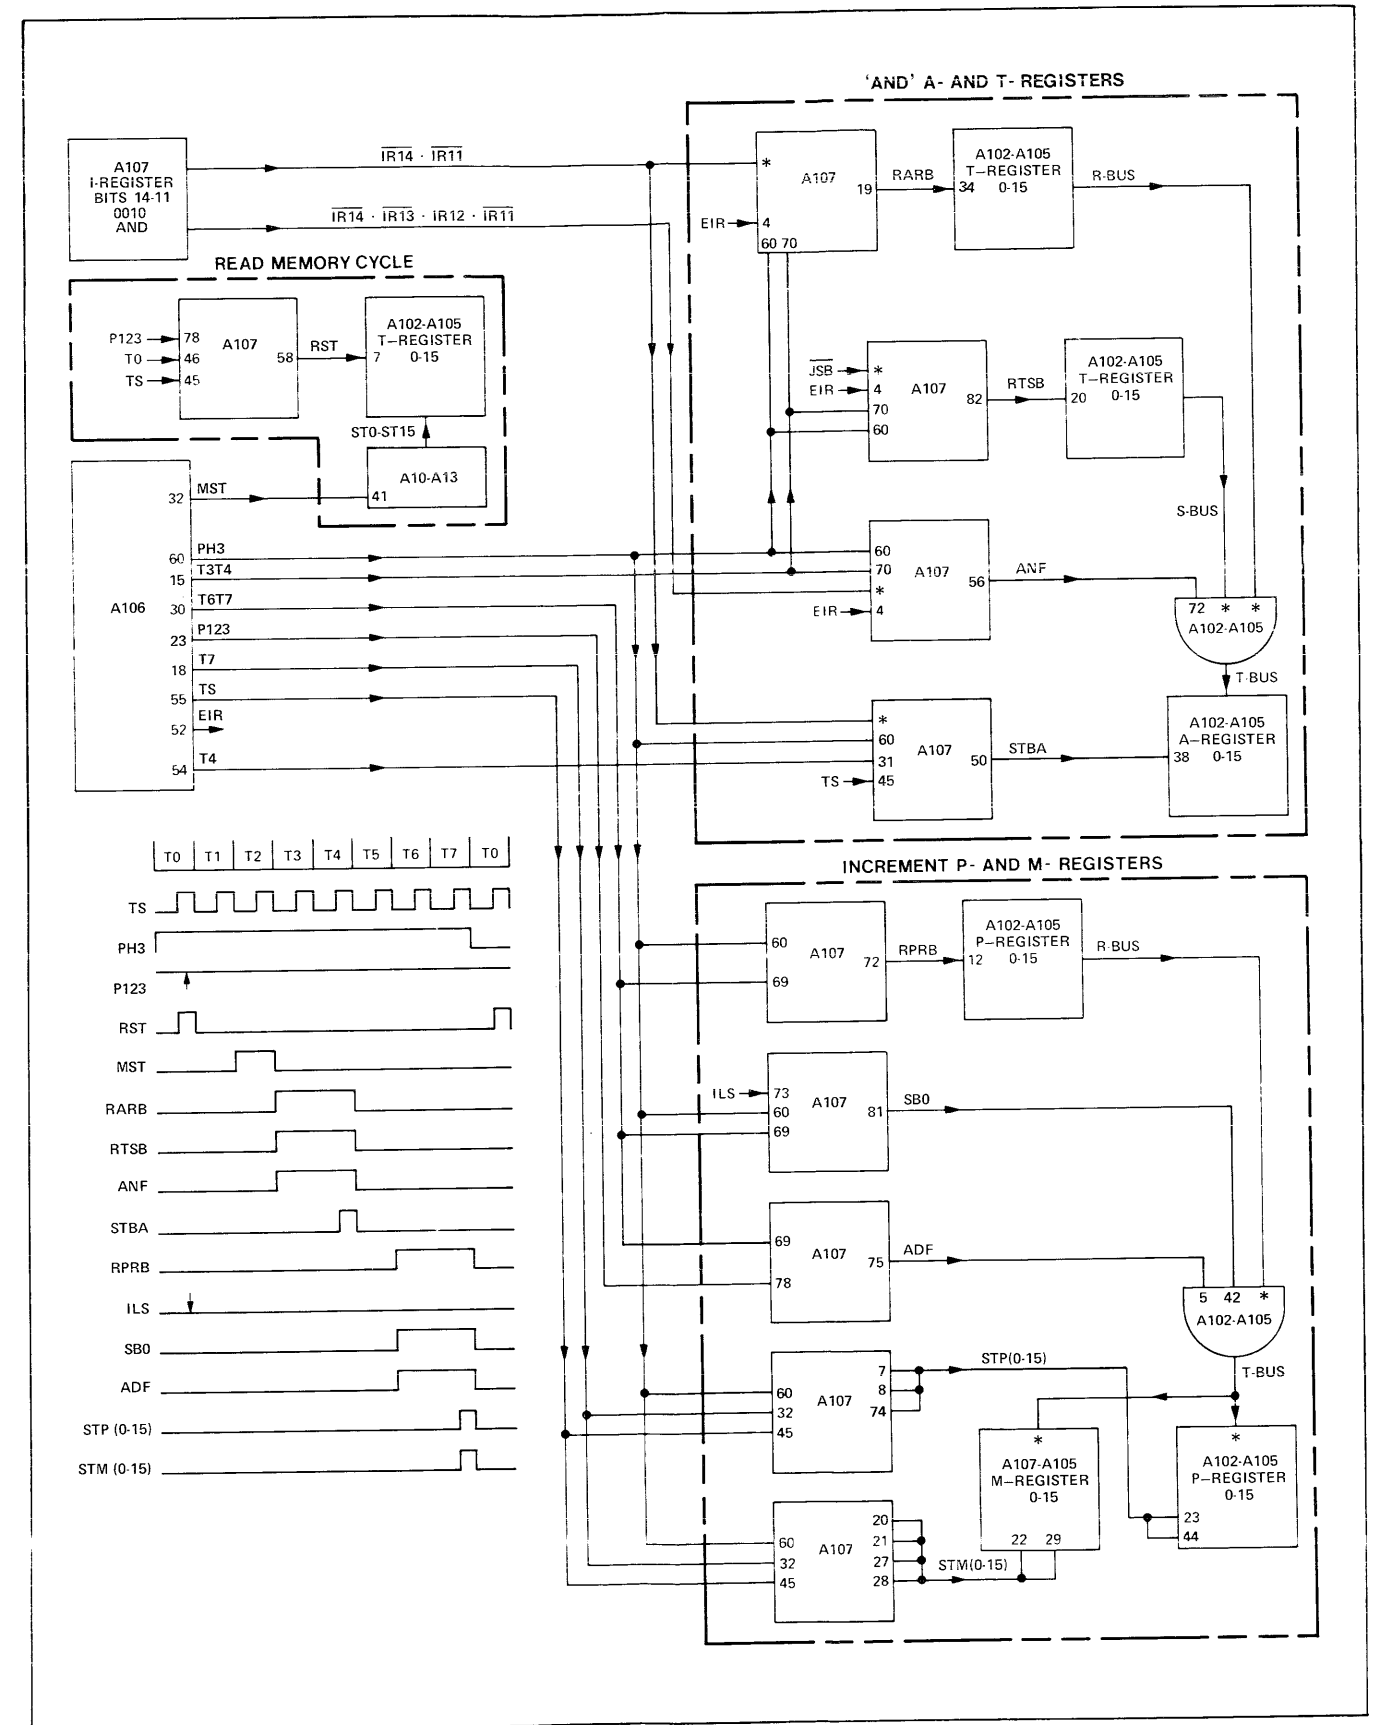 'AND' A- AND T- REGISTERS
A107
I-REGISTER
BITS 14-11
0010
AND
IR14 · IR11
IR14 · IR13 · IR12 · IR11
*
A107
19
EIR
4
60 70
RARB
A102-A105
T-REGISTER
34 0-15
R-BUS
READ MEMORY CYCLE
P123
78
T0
46
TS
45
A107
58
RST
A102-A105
T-REGISTER
7 0-15
ST0-ST15
A10-A13
41
JSB
*
EIR
4
70
60
A107
82
RTSB
A102-A105
T-REGISTER
20 0-15
S-BUS
A106
32
MST
60
PH3
15
T3T4
30
T6T7
23
P123
18
T7
55
TS
52
EIR
54
T4
60
70
*
EIR
4
A107
56
ANF
72 * *
A102-A105
T-BUS
*
60
31
TS
45
A107
50
STBA
A102-A105
A-REGISTER
38 0-15
T0 T1 T2 T3 T4 T5 T6 T7 T0
TS
PH3
P123
RST
MST
RARB
RTSB
ANF
STBA
RPRB
ILS
SB0
ADF
STP (0-15)
STM (0-15)
INCREMENT P- AND M- REGISTERS
60
69
A107
72
RPRB
A102-A105
P-REGISTER
12 0-15
R-BUS
ILS
73
60
69
A107
81
SB0
69
78
A107
75
ADF
5 42 *
A102-A105
T-BUS
60
32
45
A107
7
8
74
STP(0-15)
*
A107-A105
M-REGISTER
0-15
22 29
*
A102-A105
P-REGISTER
0-15
23
44
60
32
45
A107
20
21
27
28
STM(0-15)